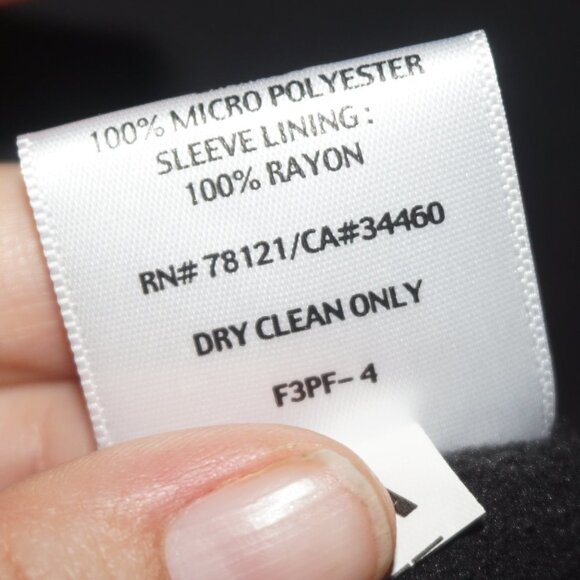 100% MICRO POLYESTER
SLEEVE LINING :
100% RAYON
RN# 78121/CA#34460
DRY CLEAN ONLY
F3PF- 4